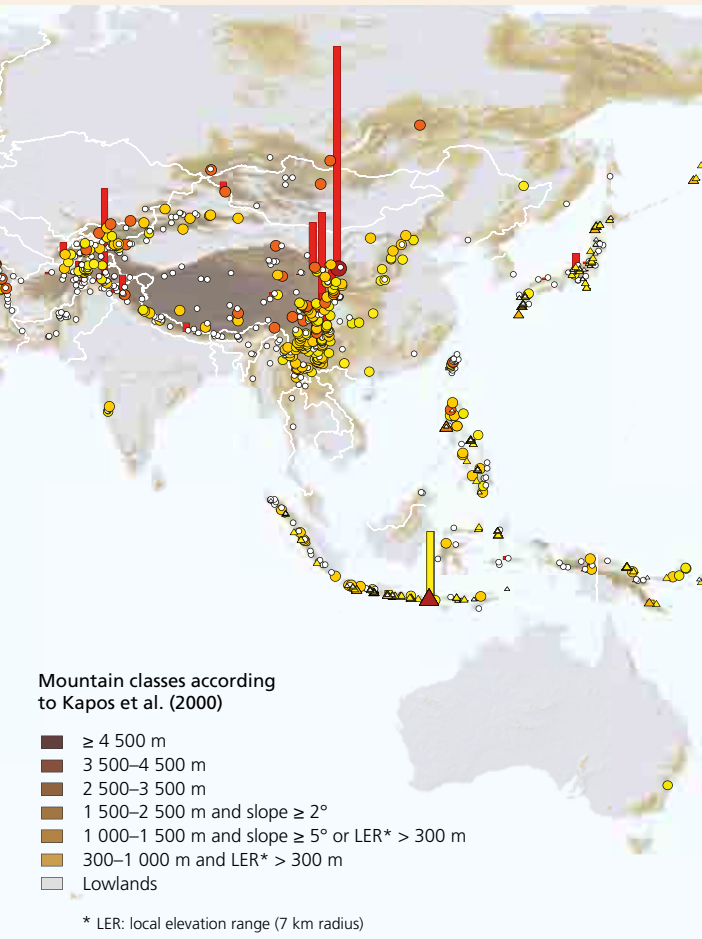 Mountain classes according
to Kapos et al. (2000)
≥ 4 500 m
3 500–4 500 m
2 500–3 500 m
1 500–2 500 m and slope ≥ 2°
1 000–1 500 m and slope ≥ 5° or LER* > 300 m
300–1 000 m and LER* > 300 m
Lowlands
* LER: local elevation range (7 km radius)